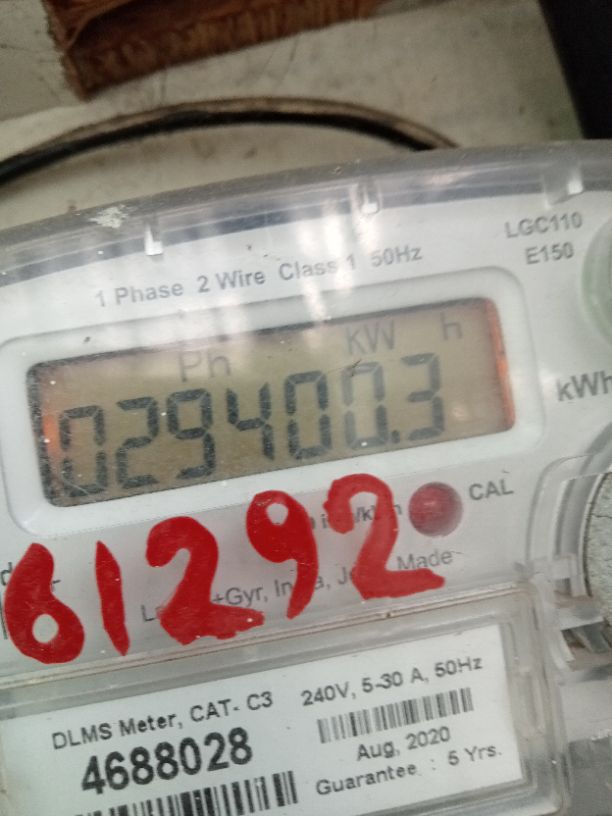 LGC110
E150
1 Phase 2 Wire Class 1 50Hz
Ph kW h
029400.3
kWh
CAL
61292
+Gyr, Made
DLMS Meter, CAT- C3
4688028
240V, 5-30 A, 50Hz
Aug, 2020
Guarantee : 5 Yrs.